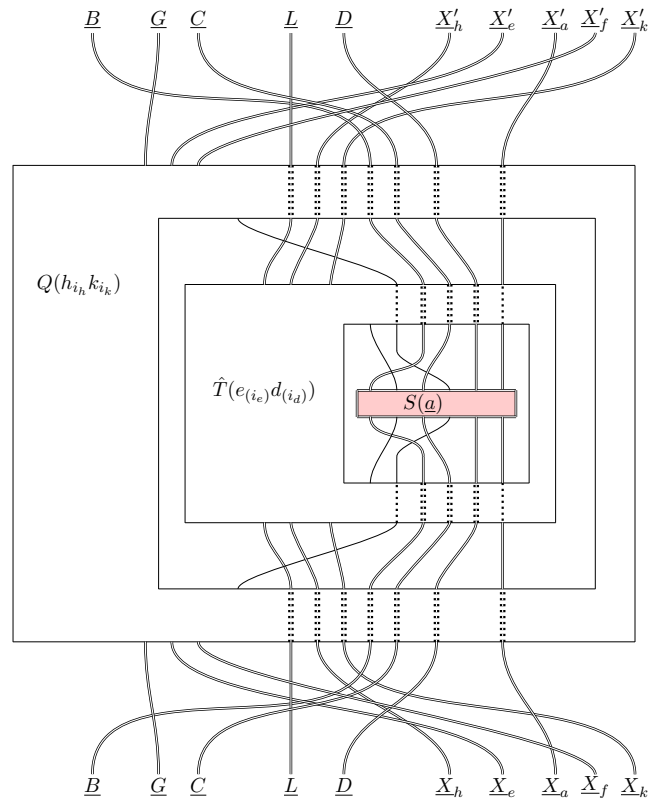 B G C L D X′_h X′_e X′_a X′_f X′_k
Q(h_{i_h} k_{i_k})
T̂(e_{(i_e)} d_{(i_d)})
S(a)
B G C L D X_h X_e X_a X_f X_k